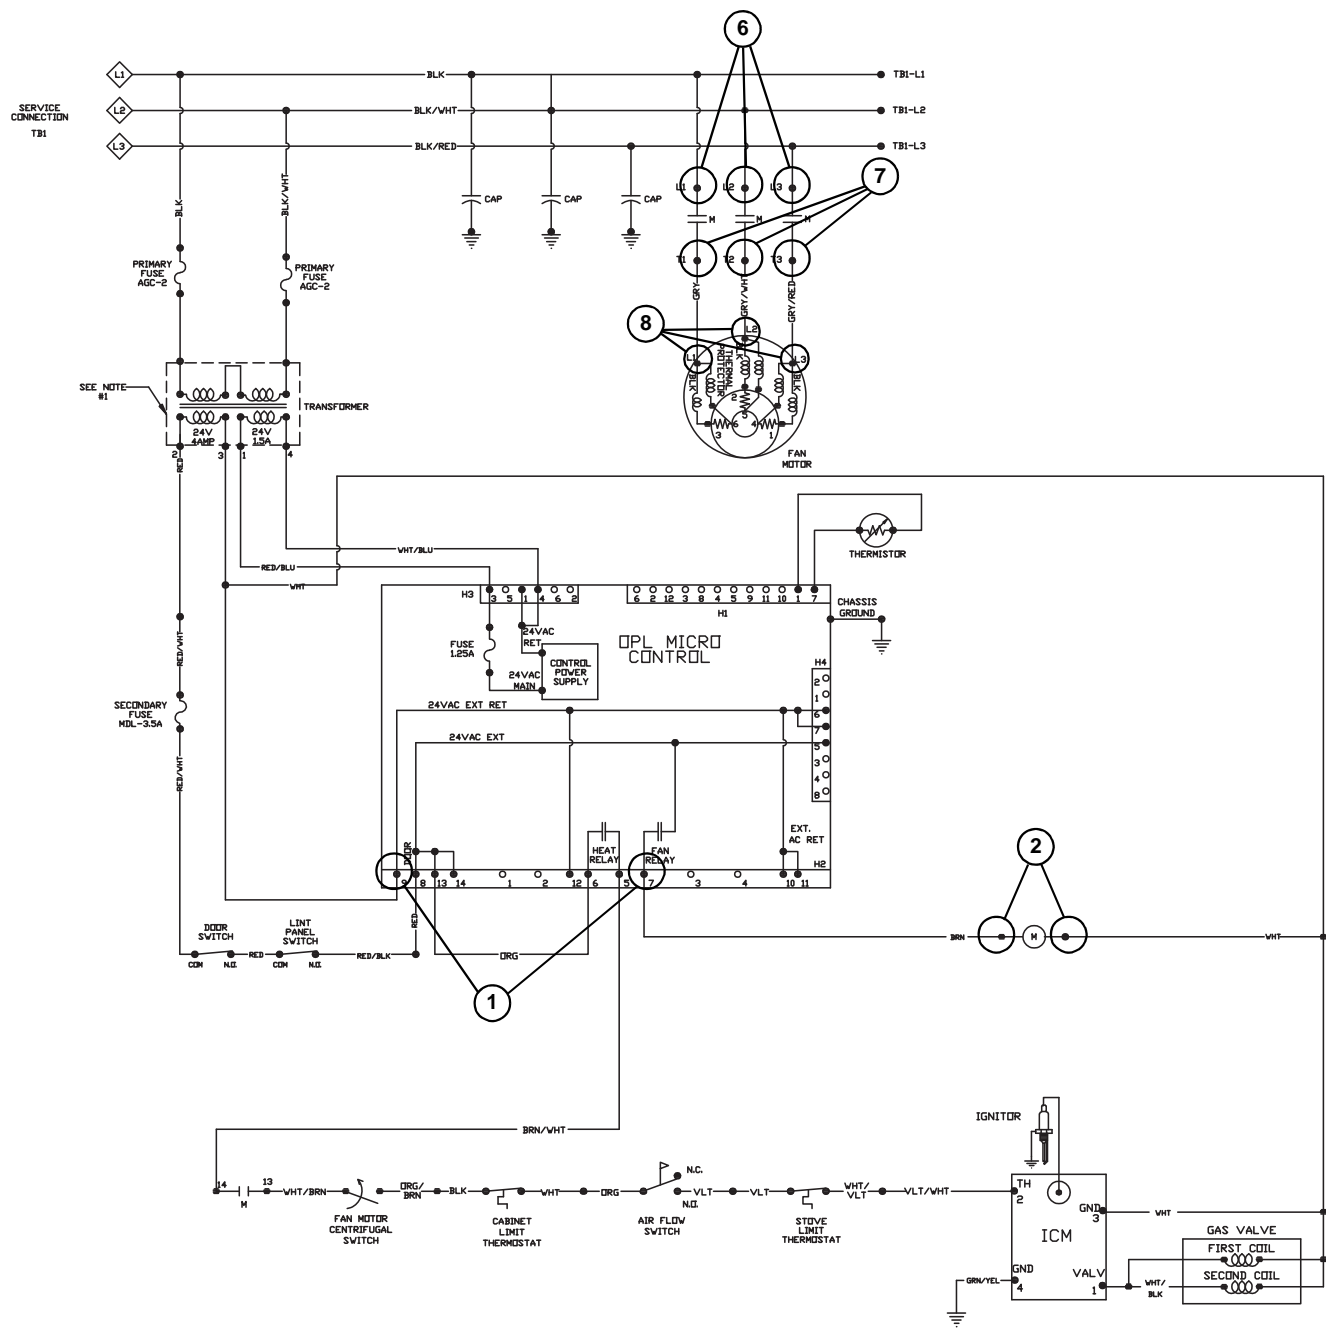 6
L1
BLK
TB1-L1
SERVICE
CONNECTION
TB1
L2
BLK/WHT
TB1-L2
L3
BLK/RED
TB1-L3
7
BLK
BLK/WHT
CAP
CAP
CAP
L1
L2
L3
M
M
M
T1
T2
T3
PRIMARY
FUSE
AGC-2
PRIMARY
FUSE
AGC-2
GRY
WHT/GRY
GRY/RED
8
L1
L2
L3
BLK
BLK
BLK
THERMAL
PROTECTOR
2
5
6
4
3
1
FAN
MOTOR
SEE NOTE
#1
TRANSFORMER
24V
4AMP
24V
1.5A
2
3
1
4
RED
WHT/BLU
RED/BLU
WHT
THERMISTOR
H3
3
5
1
4
6
2
6
2
12
3
8
4
5
9
11
10
1
7
H1
CHASSIS
GROUND
FUSE
1.25A
24VAC
RET
24VAC
MAIN
CONTROL
POWER
SUPPLY
OPL MICRO
CONTROL
H4
2
1
6
7
5
3
4
8
RED/WHT
SECONDARY
FUSE
MDL-3.5A
RED/WHT
24VAC EXT RET
24VAC EXT
DOOR
HEAT
RELAY
FAN
RELAY
EXT.
AC RET
H2
9
8
13
14
1
2
12
6
5
7
3
4
10
11
2
BRN
M
WHT
DOOR
SWITCH
LINT
PANEL
SWITCH
COM
N.O.
RED
COM
N.O.
RED/BLK
RED
ORG
1
BRN/WHT
IGNITOR
14
M
13
WHT/BRN
FAN MOTOR
CENTRIFUGAL
SWITCH
ORG/
BRN
BLK
CABINET
LIMIT
THERMOSTAT
WHT
ORG
N.C.
N.O.
AIR FLOW
SWITCH
VLT
VLT
STOVE
LIMIT
THERMOSTAT
WHT/
VLT
VLT/WHT
TH
2
GND
3
WHT
ICM
GND
4
VALV
1
GRN/YEL
WHT/
BLK
GAS VALVE
FIRST COIL
SECOND COIL